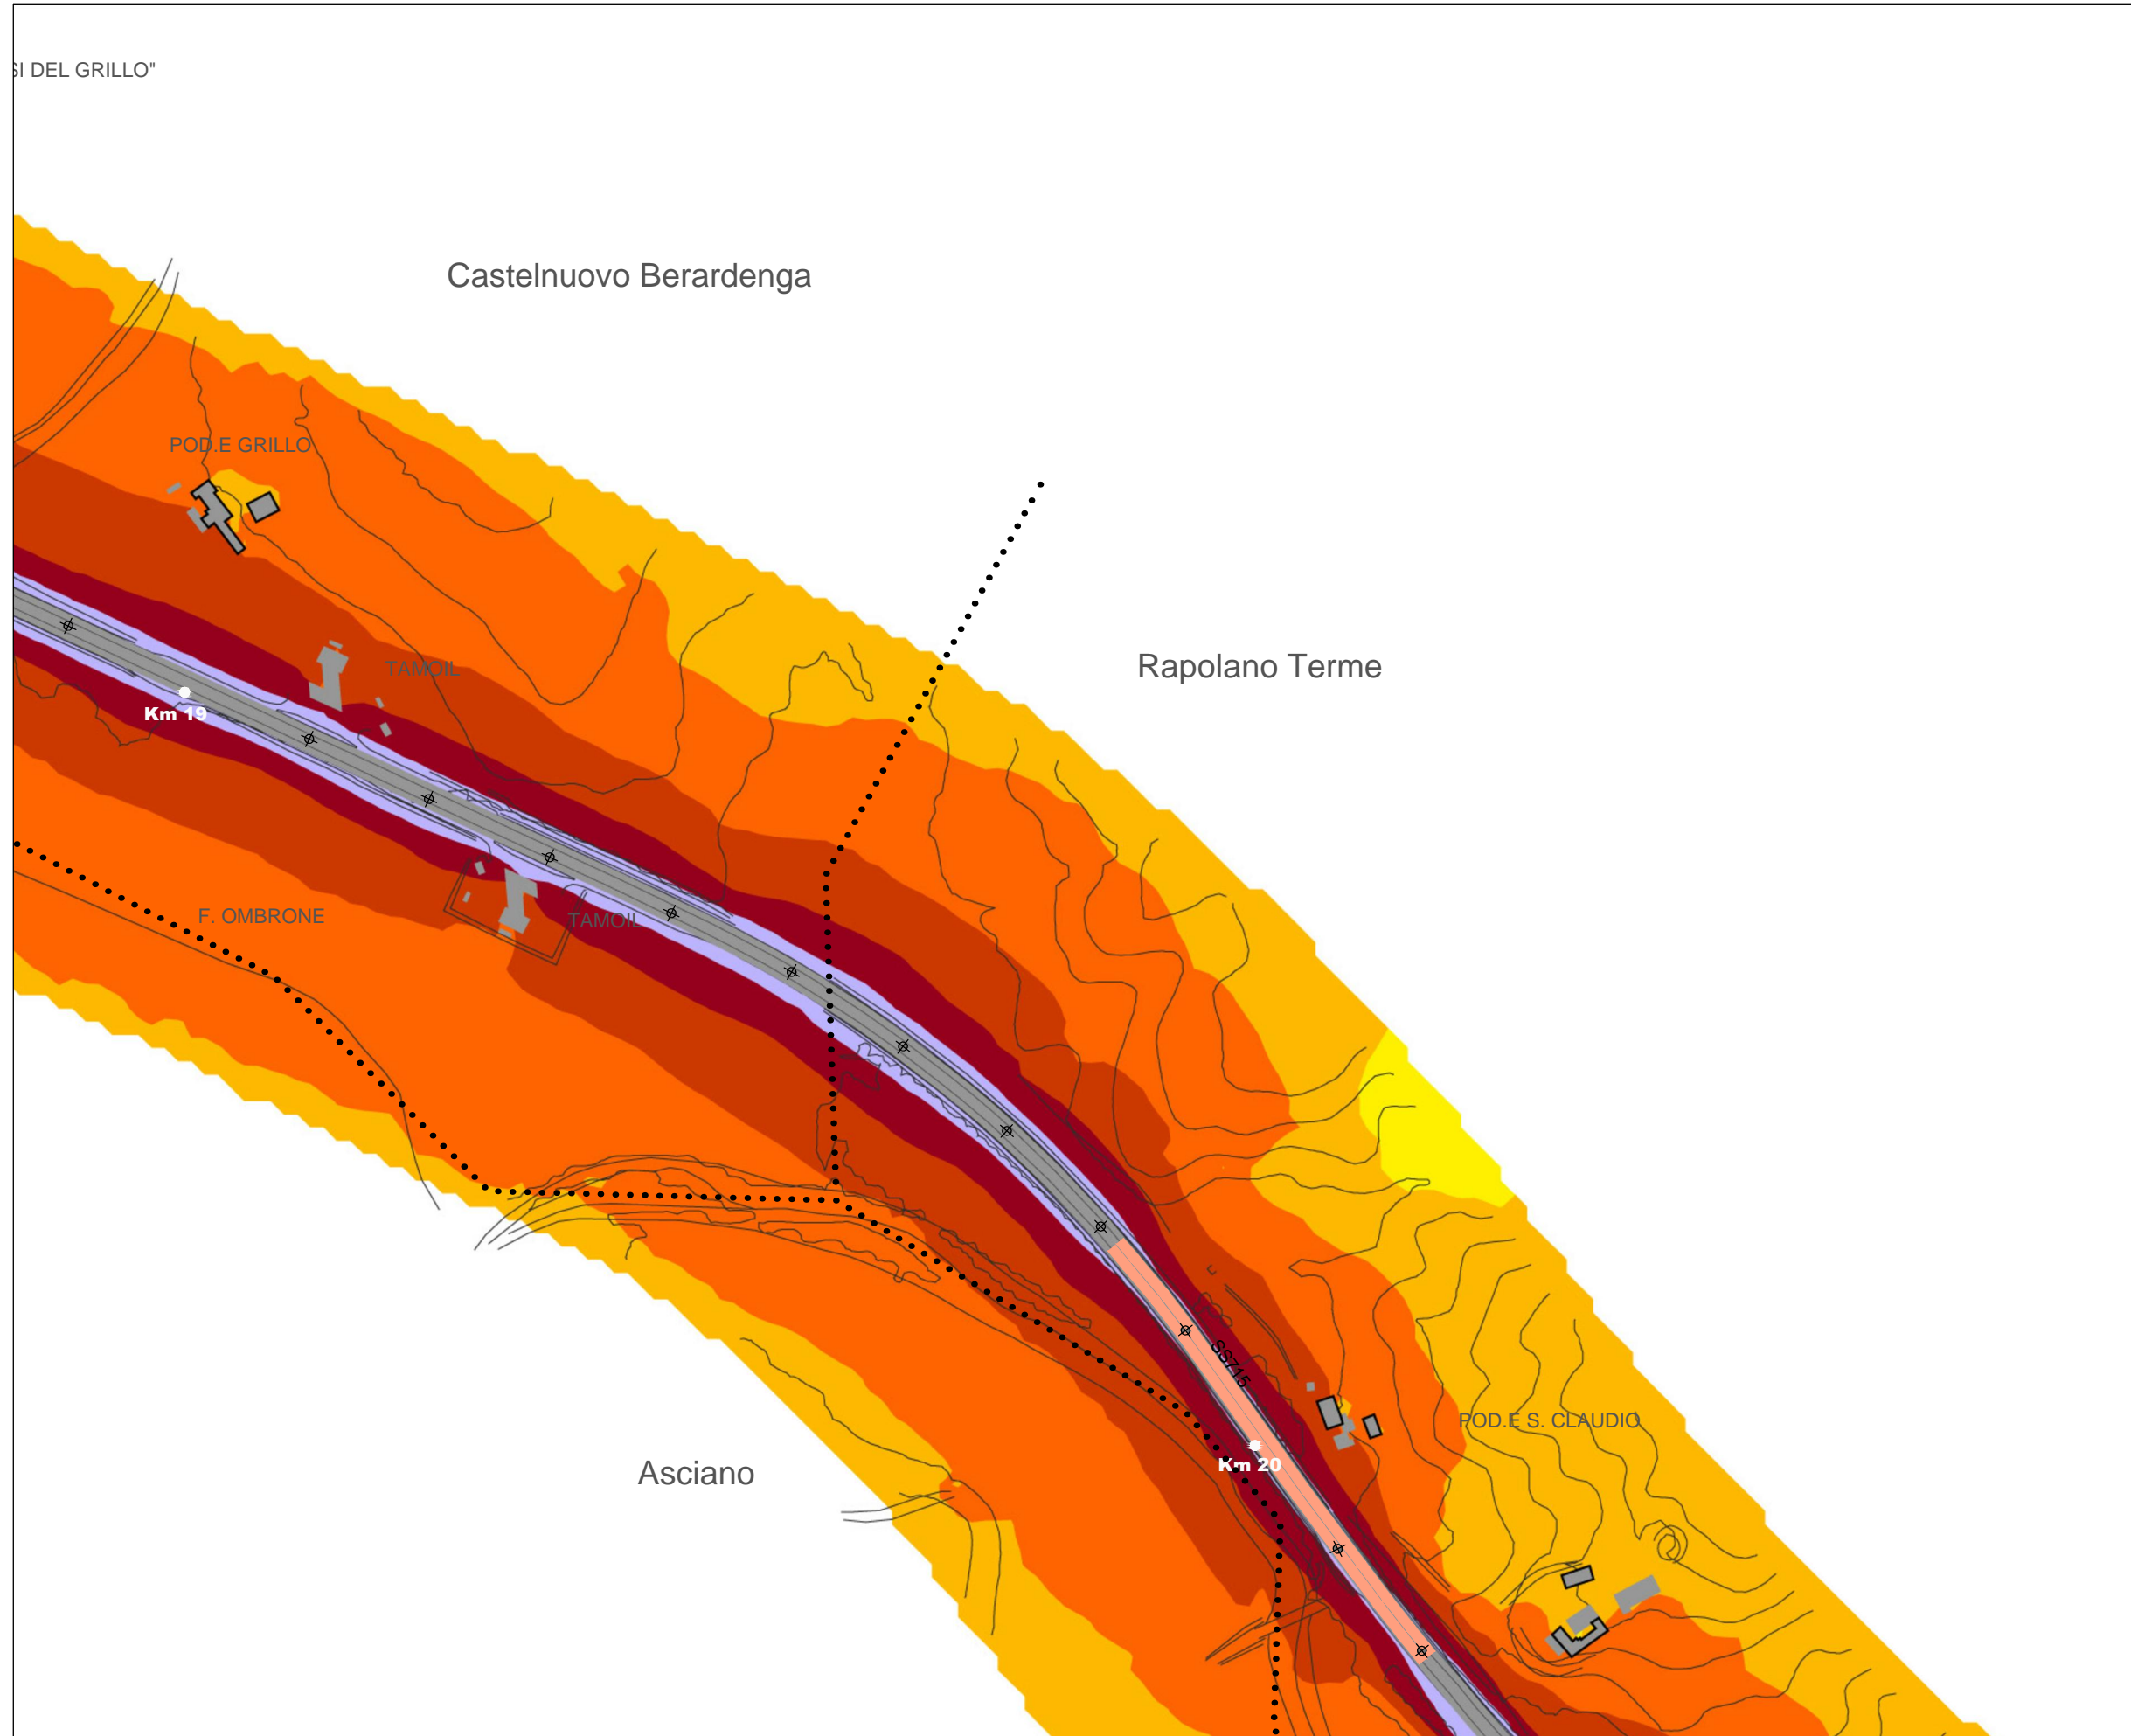 SI DEL GRILLO"
Castelnuovo Berardenga
POD.E GRILLO
Rapolano Terme
TAMOIL
Km 19
F. OMBRONE
TAMOIL
SS715
POD.E S. CLAUDIO
Km 20
Asciano